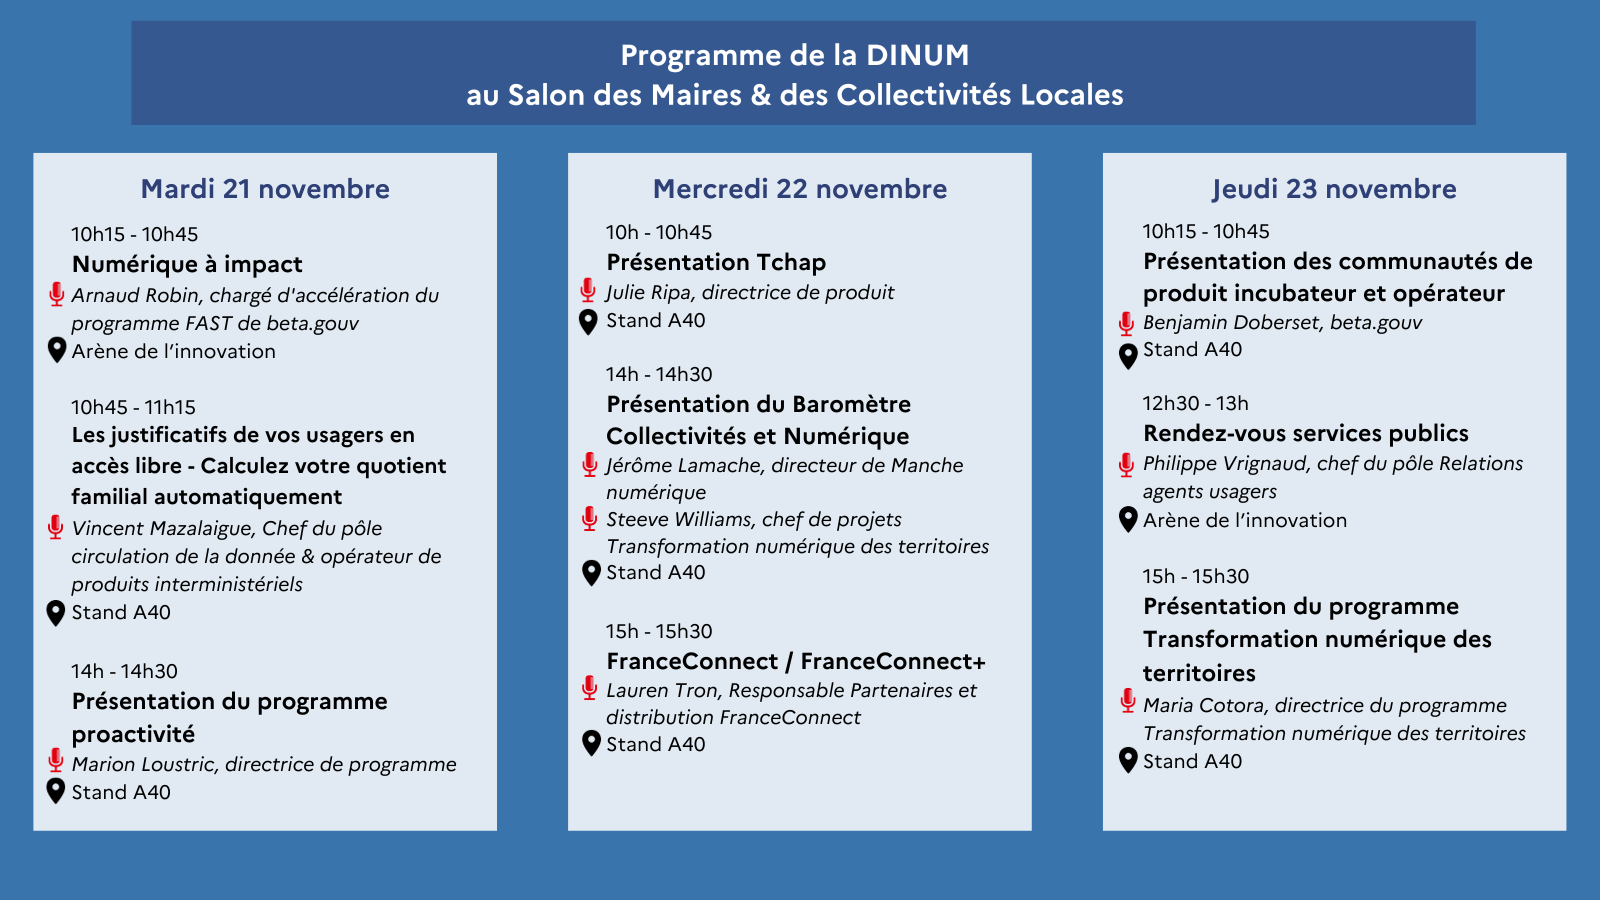 Programme de la DINUM
au Salon des Maires & des Collectivités Locales
Mardi 21 novembre
10h15 - 10h45
Numérique à impact
Arnaud Robin, chargé d'accélération du
programme FAST de beta.gouv
Arène de l’innovation
10h45 - 11h15
Les justificatifs de vos usagers en
accès libre - Calculez votre quotient
familial automatiquement
Vincent Mazalaigue, Chef du pôle
circulation de la donnée & opérateur de
produits interministériels
Stand A40
14h - 14h30
Présentation du programme
proactivité
Marion Loustric, directrice de programme
Stand A40
Mercredi 22 novembre
10h - 10h45
Présentation Tchap
Julie Ripa, directrice de produit
Stand A40
14h - 14h30
Présentation du Baromètre
Collectivités et Numérique
Jérôme Lamache, directeur de Manche
numérique
Steeve Williams, chef de projets
Transformation numérique des territoires
Stand A40
15h - 15h30
FranceConnect / FranceConnect+
Lauren Tron, Responsable Partenaires et
distribution FranceConnect
Stand A40
Jeudi 23 novembre
10h15 - 10h45
Présentation des communautés de
produit incubateur et opérateur
Benjamin Doberset, beta.gouv
Stand A40
12h30 - 13h
Rendez-vous services publics
Philippe Vrignaud, chef du pôle Relations
agents usagers
Arène de l’innovation
15h - 15h30
Présentation du programme
Transformation numérique des
territoires
Maria Cotora, directrice du programme
Transformation numérique des territoires
Stand A40